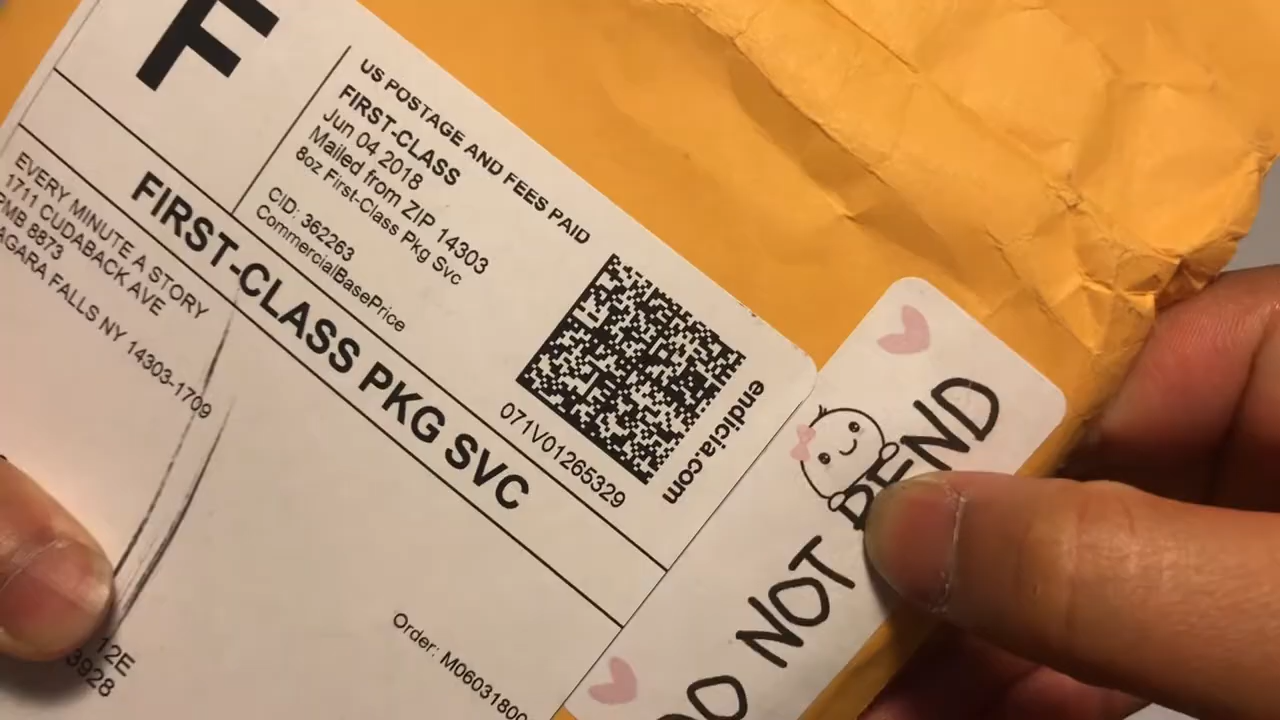 F
US POSTAGE AND FEES PAID
FIRST-CLASS
Jun 04 2018
Mailed from ZIP 14303
8oz First-Class Pkg Svc
CID: 362263
CommercialBasePrice
071V01265329
endicia.com
FIRST-CLASS PKG SVC
EVERY MINUTE A STORY
1711 CUDABACK AVE
PMB 8873
AGARA FALLS NY 14303-1709
12E
3928
Order: M06031800
DO NOT BEND